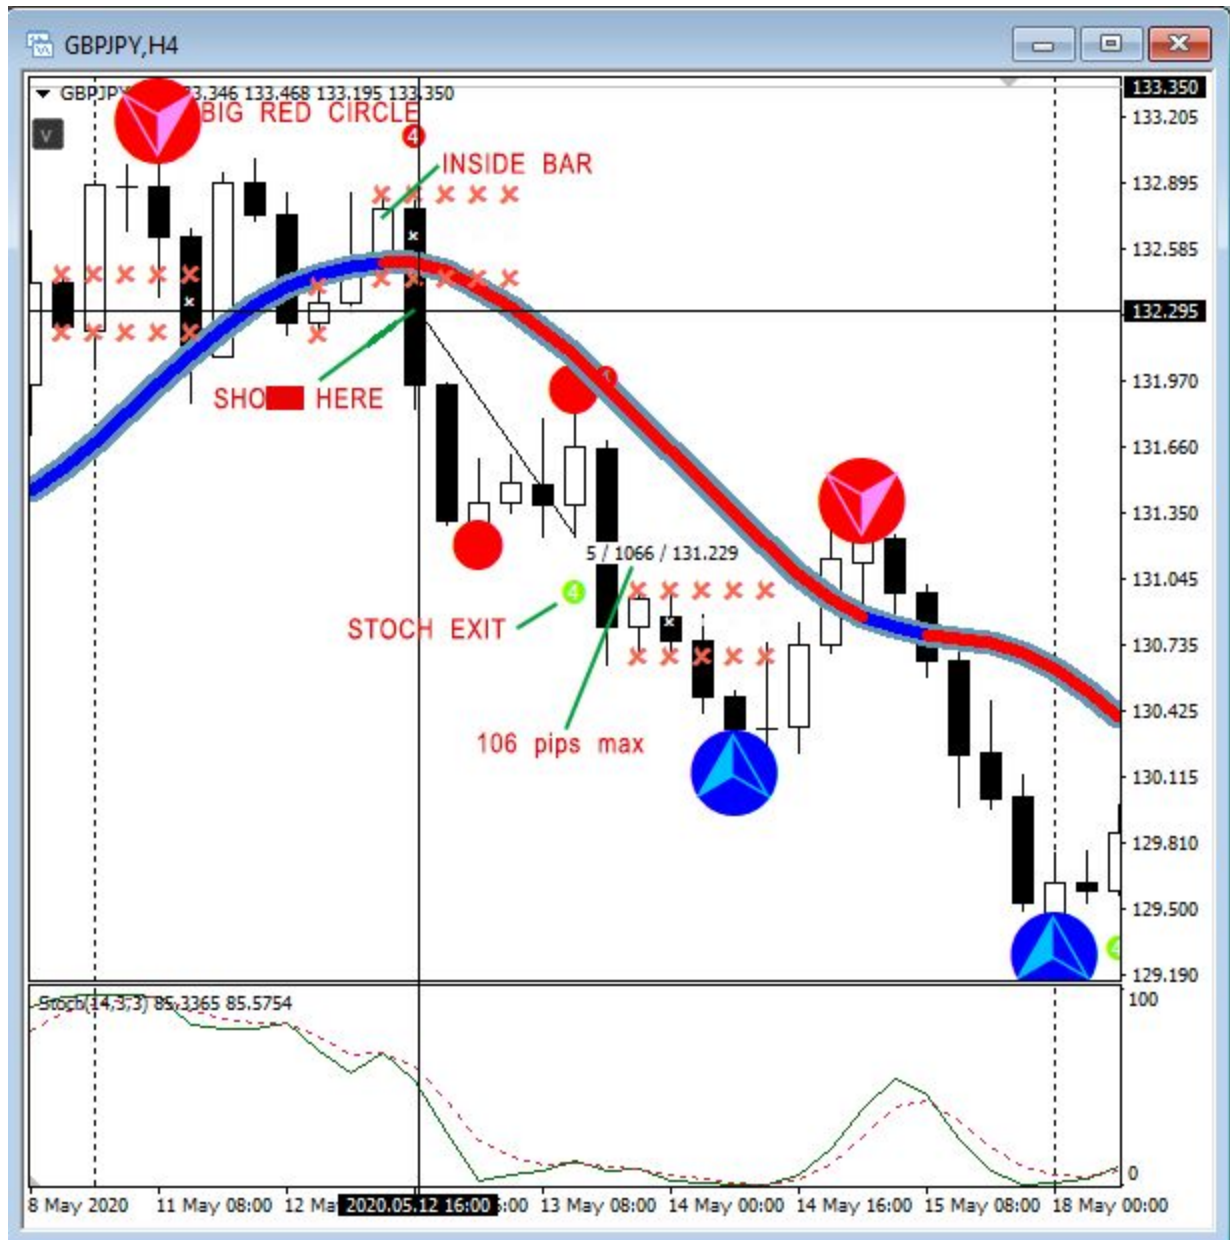 GBPJPY,H4
133.346 133.468 133.195 133.350
BIG RED CIRCLE
4
INSIDE BAR
SHO HERE
5 / 1066 / 131.229
4
STOCH EXIT
106 pips max
133.350
133.205
132.895
132.585
132.295
131.970
131.660
131.350
131.045
130.735
130.425
130.115
129.810
129.500
129.190
Stoch(14,3,3) 85.3365 85.5754
100
0
8 May 2020 11 May 08:00 12 Ma 2020.05.12 16:00 13 May 08:00 14 May 00:00 14 May 16:00 15 May 08:00 18 May 00:00